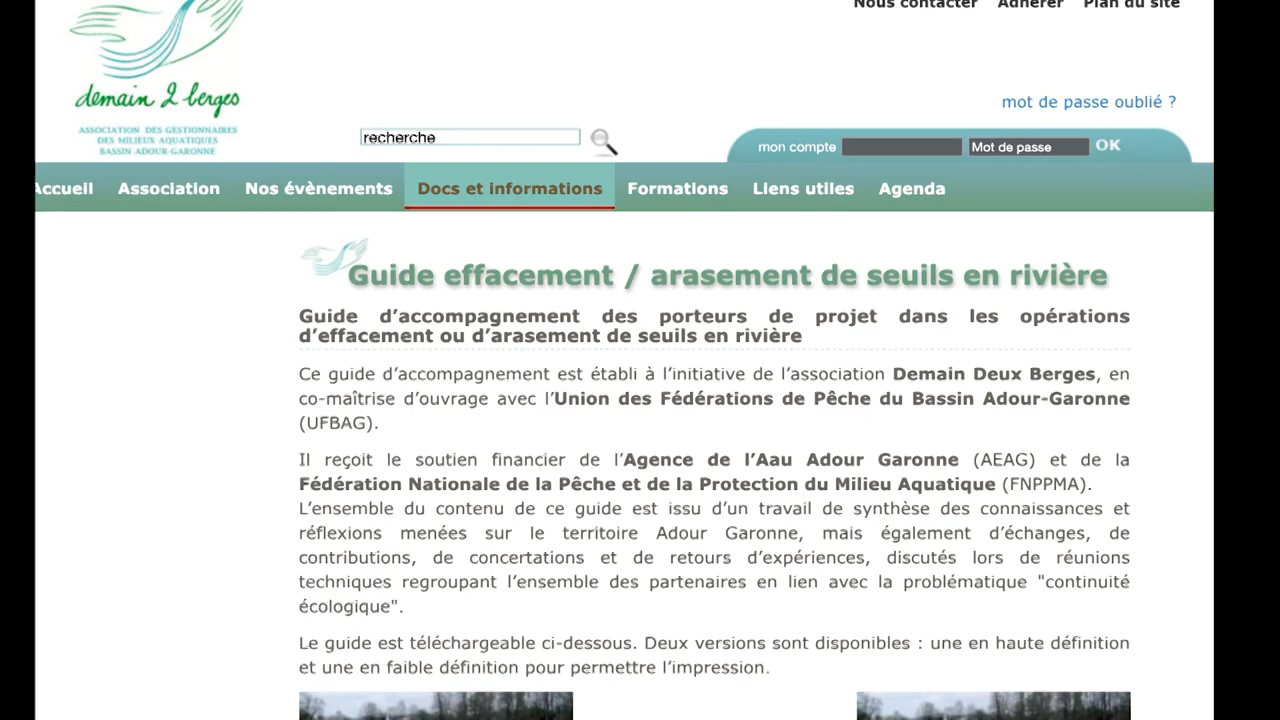 Nous contacter Adhérer Plan du site
demain 2 berges
ASSOCIATION DES GESTIONNAIRES
DES MILIEUX AQUATIQUES
BASSIN ADOUR GARONNE
mot de passe oublié ?
recherche
mon compte Mot de passe OK
Accueil Association Nos évènements Docs et informations Formations Liens utiles Agenda
Guide effacement / arasement de seuils en rivière
Guide d’accompagnement des porteurs de projet dans les opérations
d’effacement ou d’arasement de seuils en rivière
Ce guide d’accompagnement est établi à l’initiative de l’association Demain Deux Berges, en
co-maîtrise d’ouvrage avec l’Union des Fédérations de Pêche du Bassin Adour-Garonne
(UFBAG).
Il reçoit le soutien financier de l’Agence de l’Aau Adour Garonne (AEAG) et de la
Fédération Nationale de la Pêche et de la Protection du Milieu Aquatique (FNPPMA).
L’ensemble du contenu de ce guide est issu d’un travail de synthèse des connaissances et
réflexions menées sur le territoire Adour Garonne, mais également d’échanges, de
contributions, de concertations et de retours d’expériences, discutés lors de réunions
techniques regroupant l’ensemble des partenaires en lien avec la problématique "continuité
écologique".
Le guide est téléchargeable ci-dessous. Deux versions sont disponibles : une en haute définition
et une en faible définition pour permettre l’impression.